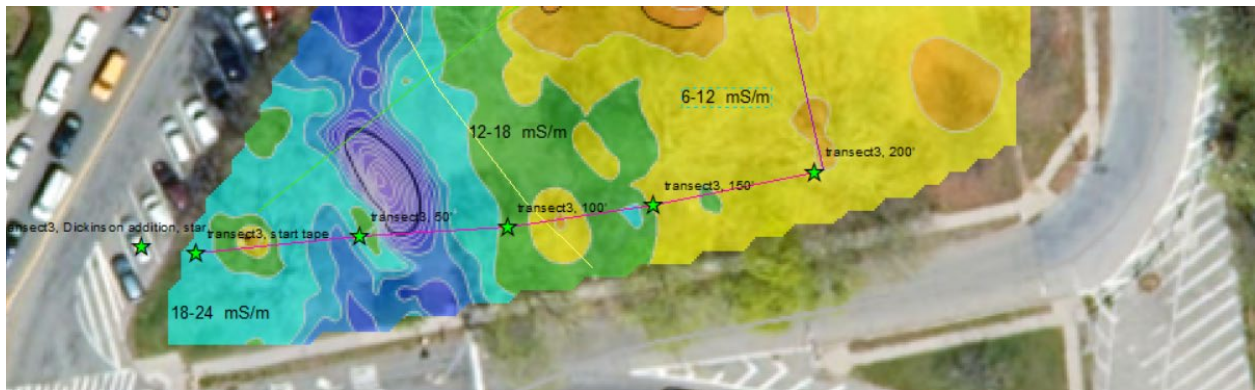 6-12 mS/m
12-18 mS/m
transect3, 200'
transect3, 150'
transect3, 100'
transect3, 50'
ansect3, Dickinson addition, star
transect3, start tape
18-24 mS/m